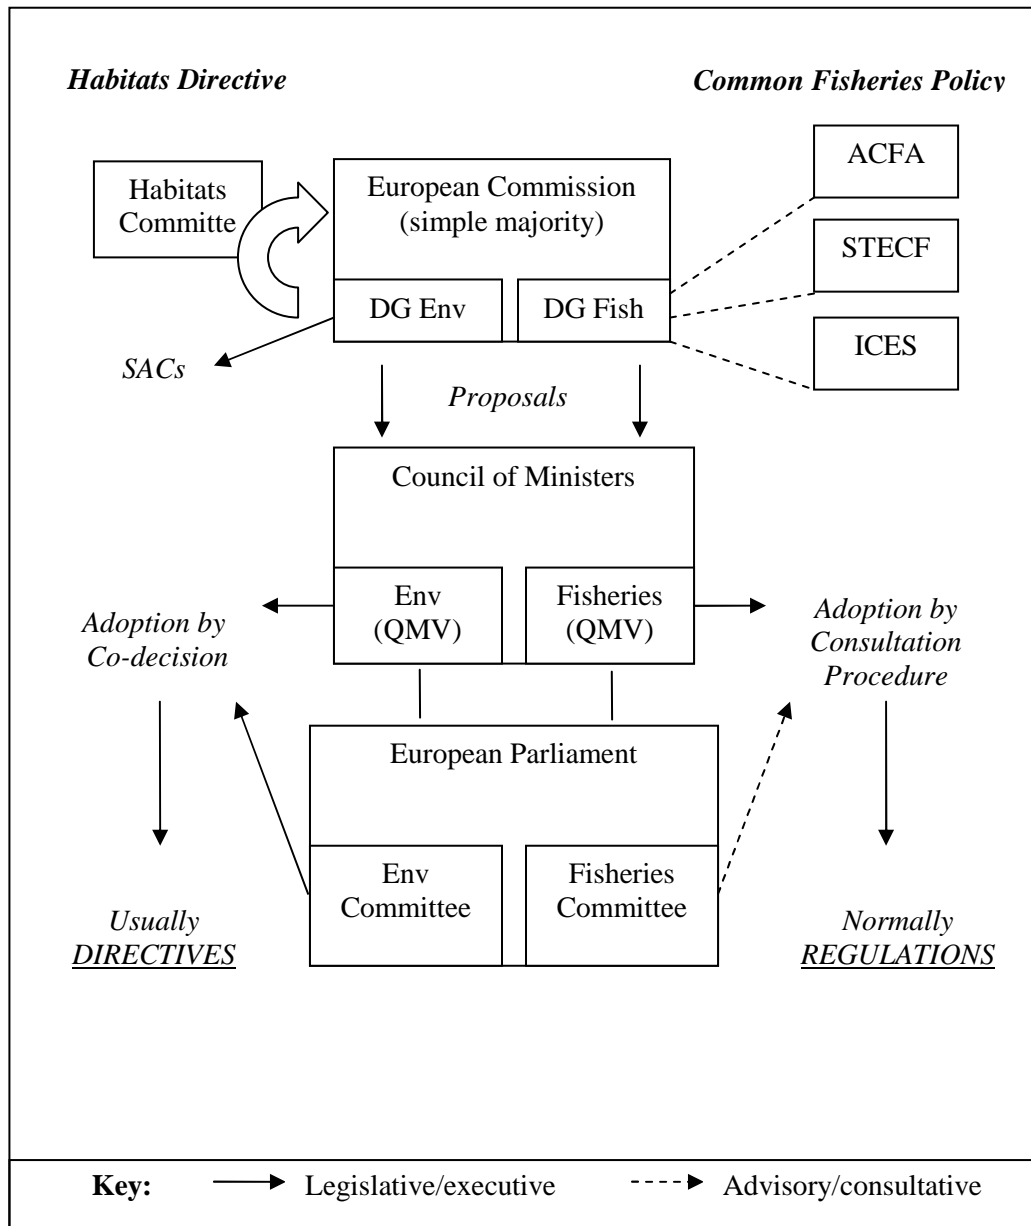 Habitats Directive
Common Fisheries Policy
ACFA
Habitats
Committe
European Commission
(simple majority)
STECF
DG Env
DG Fish
ICES
SACs
Proposals
Council of Ministers
Env
(QMV)
Fisheries
(QMV)
Adoption by
Co-decision
Adoption by
Consultation
Procedure
European Parliament
Env
Committee
Fisheries
Committee
Usually
DIRECTIVES
Normally
REGULATIONS
Key:
Legislative/executive
Advisory/consultative